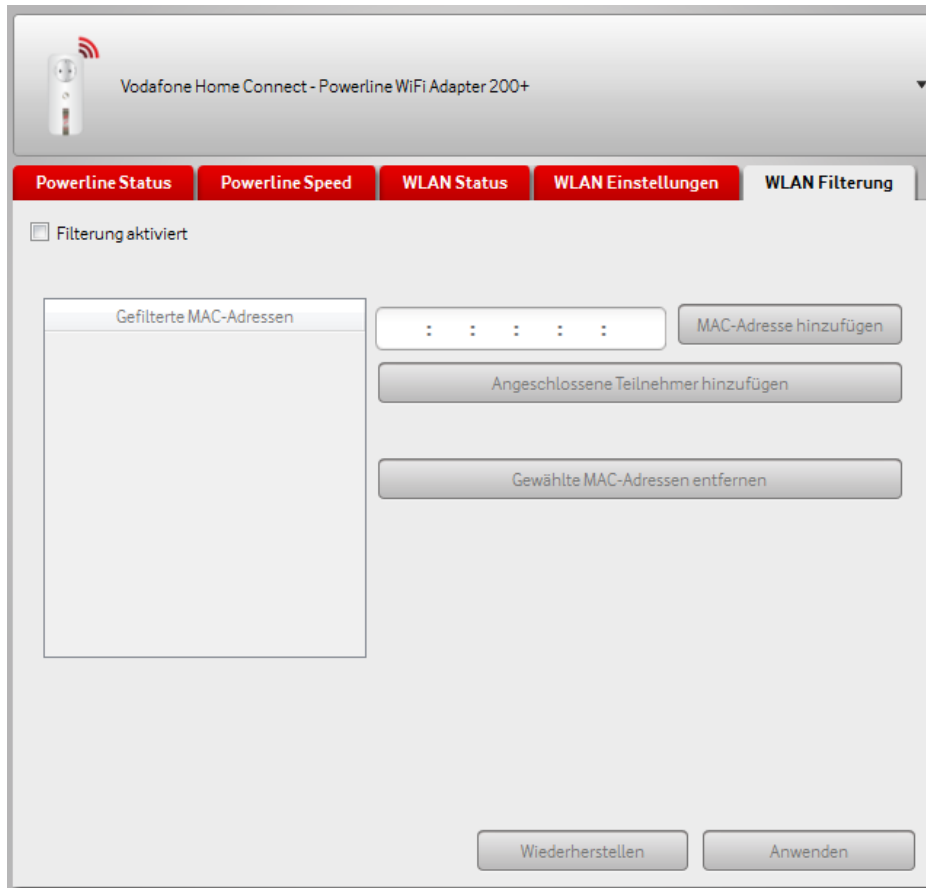 Vodafone Home Connect - Powerline WiFi Adapter 200+
Powerline Status
Powerline Speed
WLAN Status
WLAN Einstellungen
WLAN Filterung
Filterung aktiviert
Gefilterte MAC-Adressen
: : : : :
MAC-Adresse hinzufügen
Angeschlossene Teilnehmer hinzufügen
Gewählte MAC-Adressen entfernen
Wiederherstellen
Anwenden